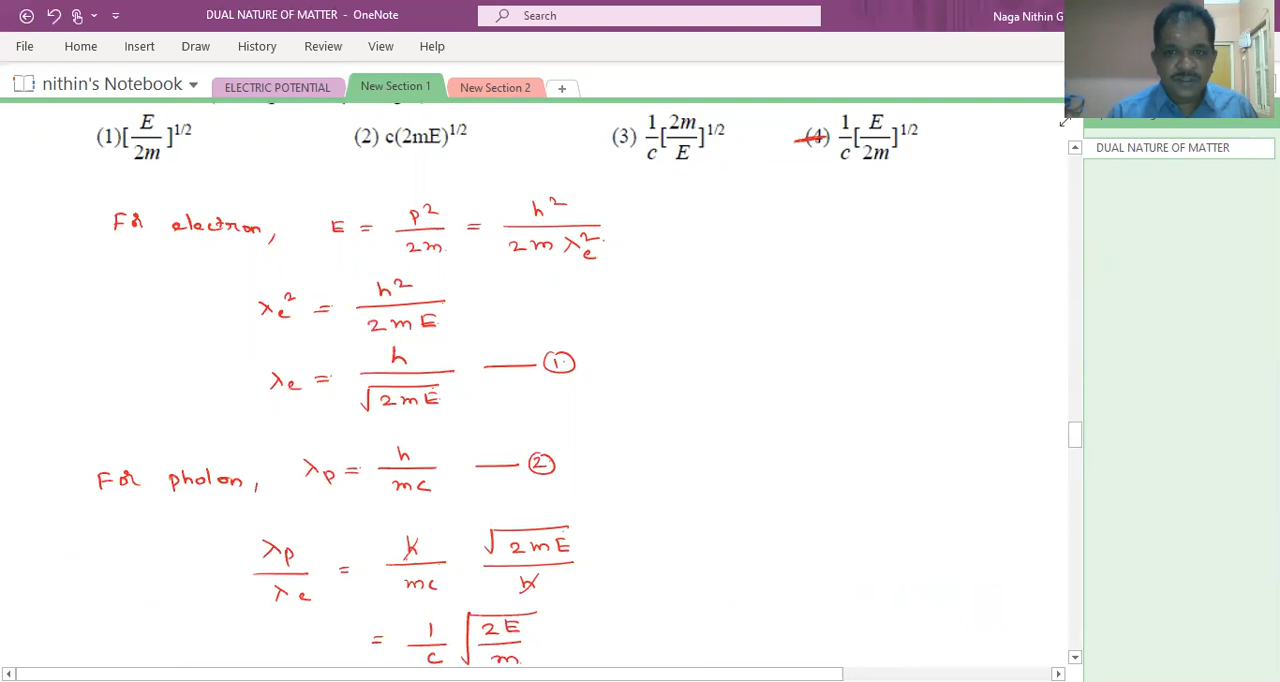 DUAL NATURE OF MATTER - OneNote
Search
Naga Nithin G
File Home Insert Draw History Review View Help
nithin's Notebook
ELECTRIC POTENTIAL
New Section 1
New Section 2
DUAL NATURE OF MATTER
(1)[E/2m]^1/2 (2) c(2mE)^1/2 (3) 1/c[2m/E]^1/2 (4) 1/c[E/2m]^1/2
For electron, E = p²/2m = h²/2mλe²
λe² = h²/2mE
λe = h/√2mE —— ①
For photon, λp = h/mc —— ②
λp/λe = h/mc √2mE/h
= 1/c √2E/m